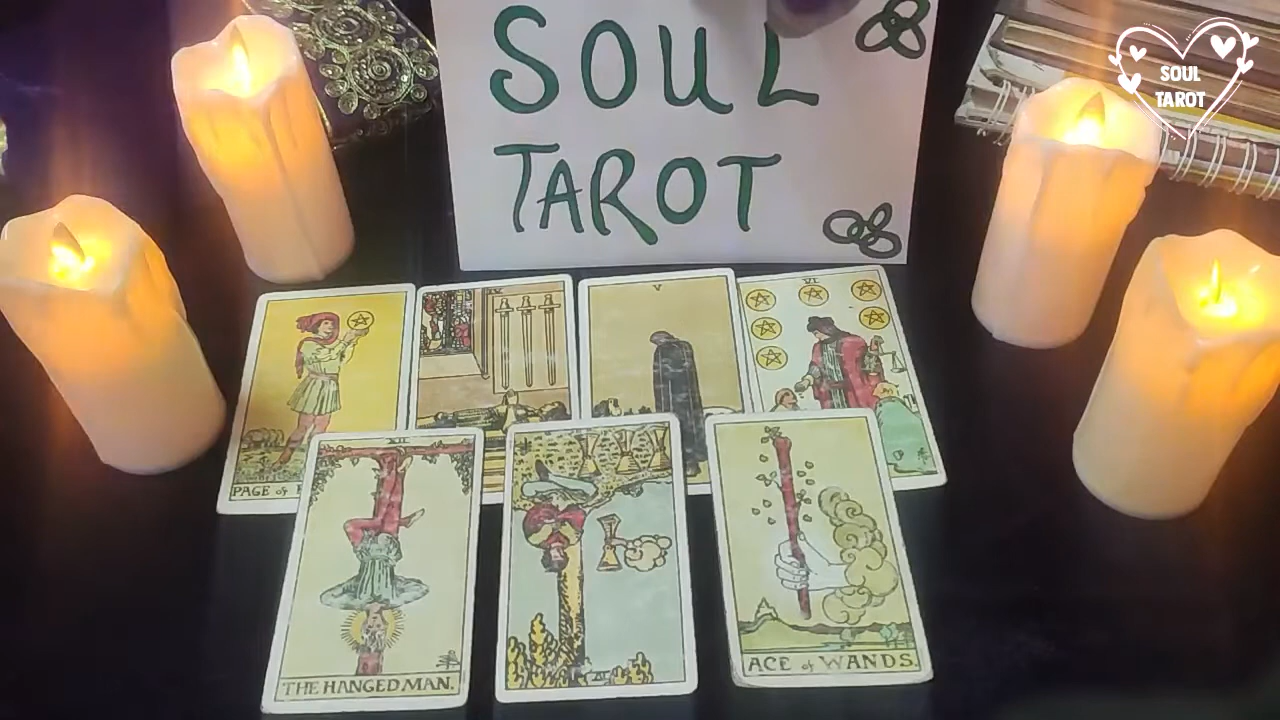 SOUL
TAROT
SOUL
TAROT
IV
V
VI
PAGE of
XII
THE HANGED MAN.
ACE of WANDS.